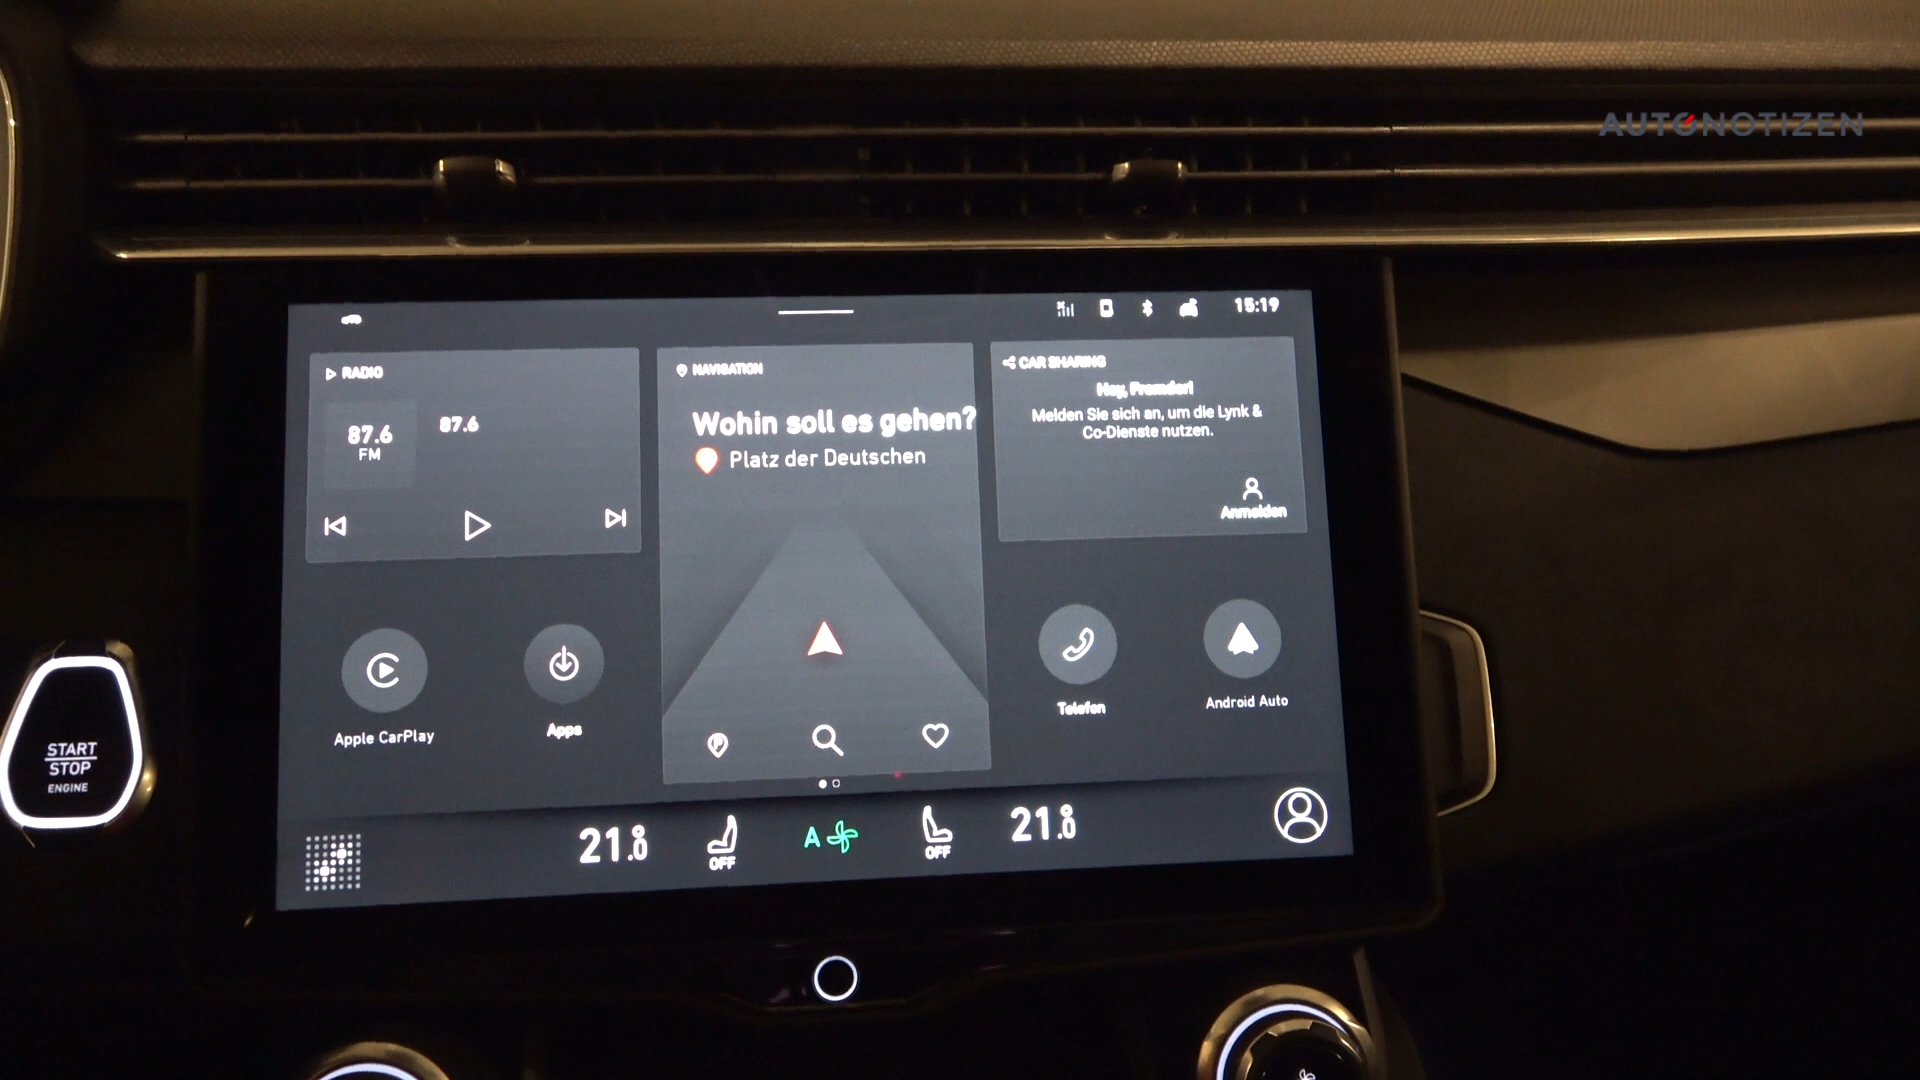 AUTONOTIZEN
15:19
RADIO
87.6
FM
87.6
NAVIGATION
Wohin soll es gehen?
Platz der Deutschen
CAR SHARING
Hey, Fremder!
Melden Sie sich an, um die Lynk &
Co-Dienste nutzen.
Anmelden
Apple CarPlay
Apps
Telefon
Android Auto
START
STOP
ENGINE
21.0
OFF
A
OFF
21.0